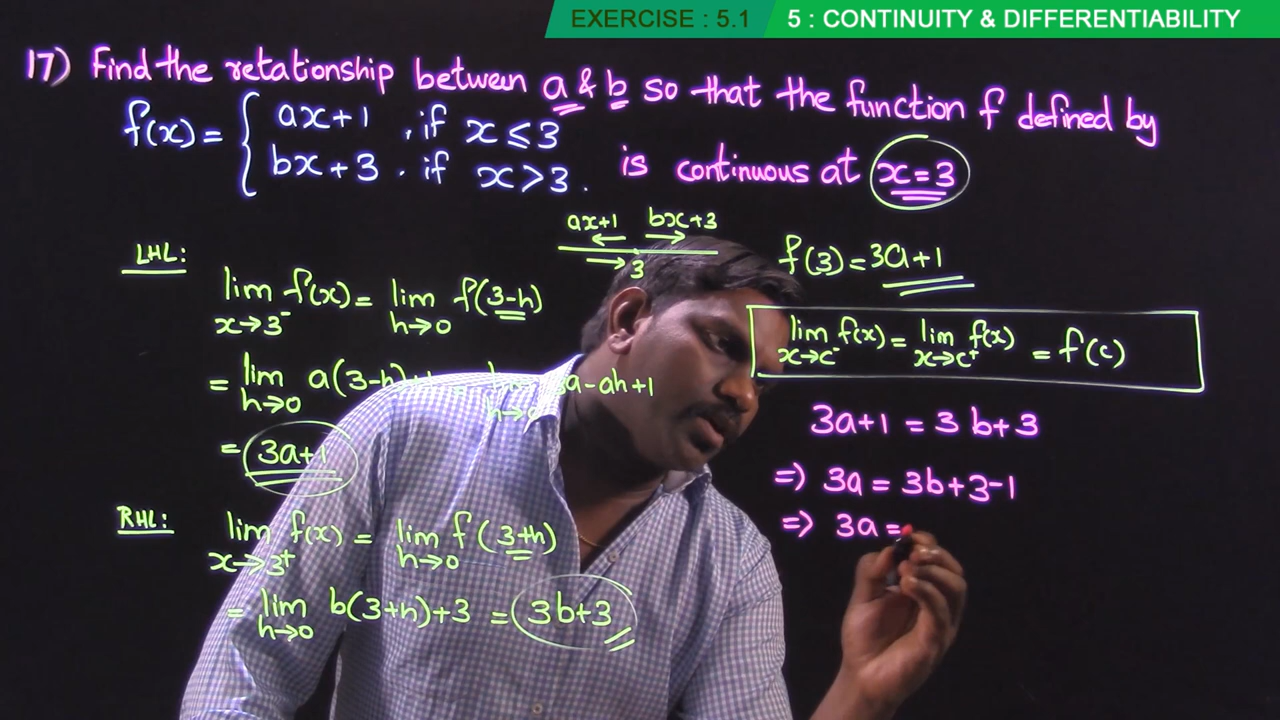 EXERCISE : 5.1
5 : CONTINUITY & DIFFERENTIABILITY
17) Find the relationship between a & b so that the function f defined by
f(x) = { ax+1 , if x ≤ 3
bx+3 , if x > 3 .
is continuous at x = 3
ax+1 bx+3
3
f(3) = 3a+1
LHL:
lim x→3⁻ f(x) = lim h→0 f(3-h)
= lim h→0 a(3-h) lim h→0 3a-ah+1
= 3a+1
RHL:
lim x→3⁺ f(x) = lim h→0 f(3+h)
= lim h→0 b(3+h)+3 = 3b+3
lim x→c⁻ f(x) = lim x→c⁺ f(x) = f(c)
3a+1 = 3b+3
=> 3a = 3b+3-1
=> 3a =